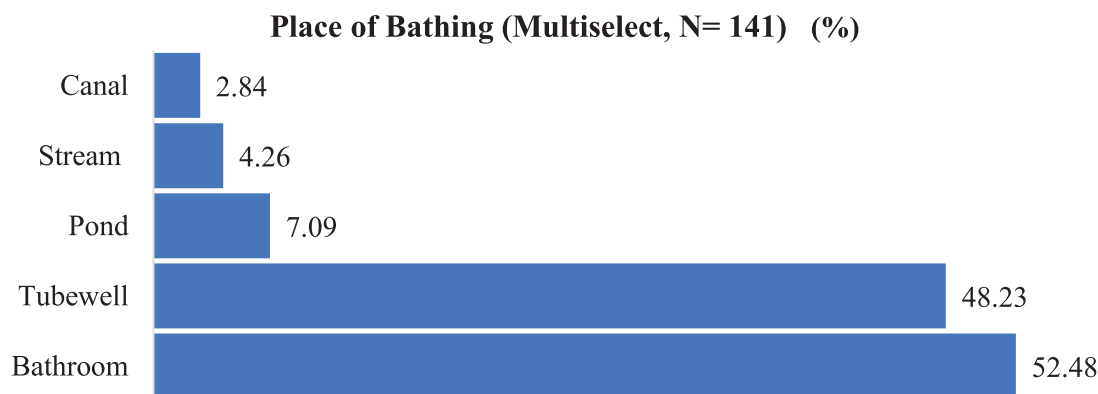 Place of Bathing (Multiselect, N= 141) (%)
Canal 2.84
Stream 4.26
Pond 7.09
Tubewell 48.23
Bathroom 52.48